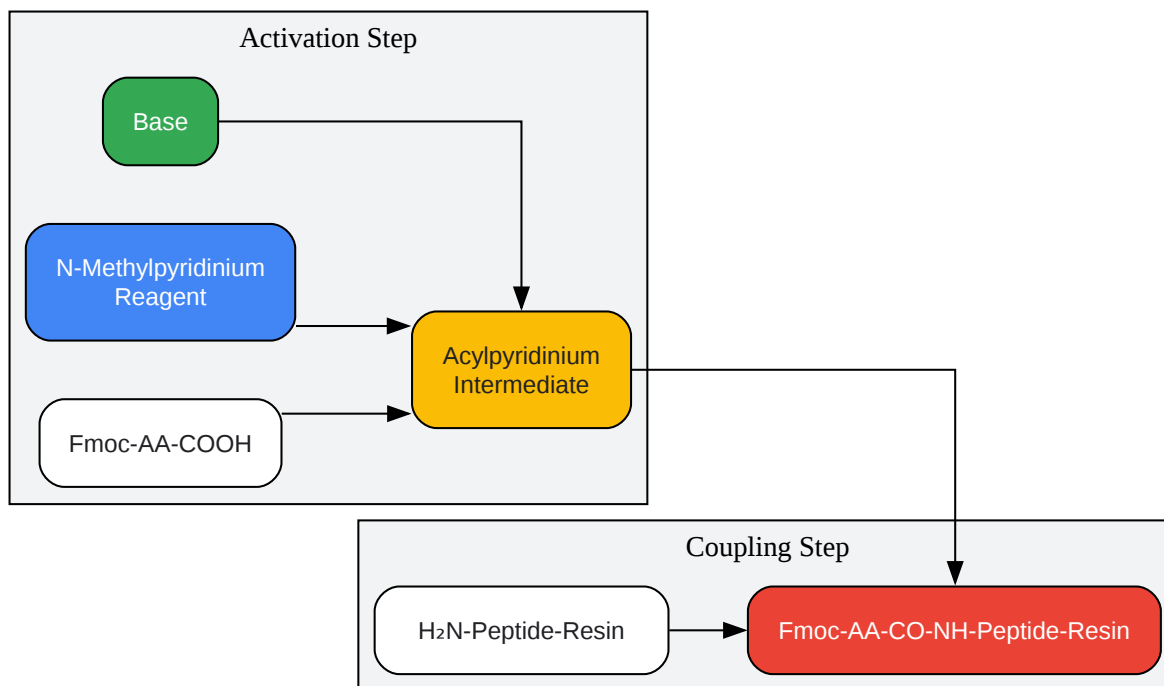 Activation Step
Base
N-Methylpyridinium
Reagent
Acylpyridinium
Intermediate
Fmoc-AA-COOH
Coupling Step
H₂N-Peptide-Resin
Fmoc-AA-CO-NH-Peptide-Resin